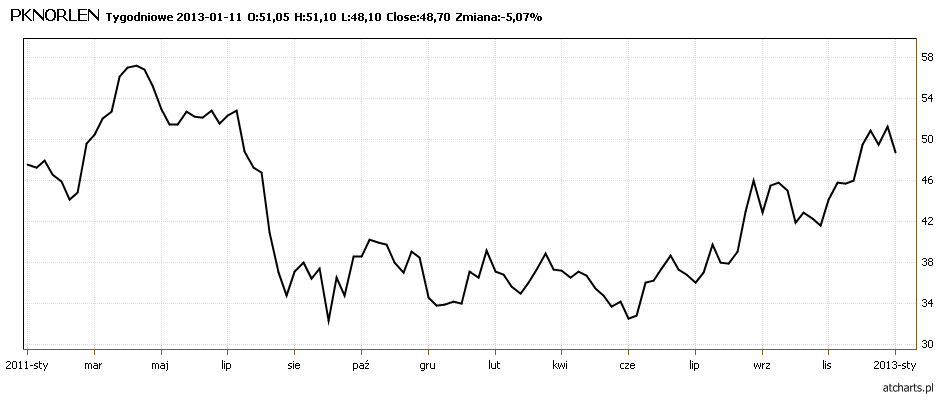 PKNORLEN Tygodniowe 2013-01-11 O:51,05 H:51,10 L:48,10 Close:48,70 Zmiana:-5,07%
58
54
50
46
42
38
34
30
2011-sty mar maj lip sie paź gru lut kwi cze lip wrz lis 2013-sty
atcharts.pl